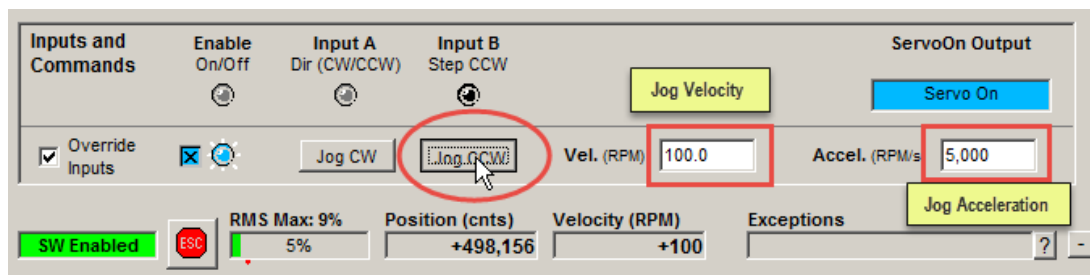 Inputs and Commands
Enable
On/Off
Input A
Dir (CW/CCW)
Input B
Step CCW
ServoOn Output
Jog Velocity
Servo On
Override Inputs
Jog CW
Jog CCW
Vel. (RPM)
100.0
Accel. (RPM/s
5,000
Jog Acceleration
SW Enabled
ESC
RMS Max: 9%
5%
Position (cnts)
+498,156
Velocity (RPM)
+100
Exceptions
?
-